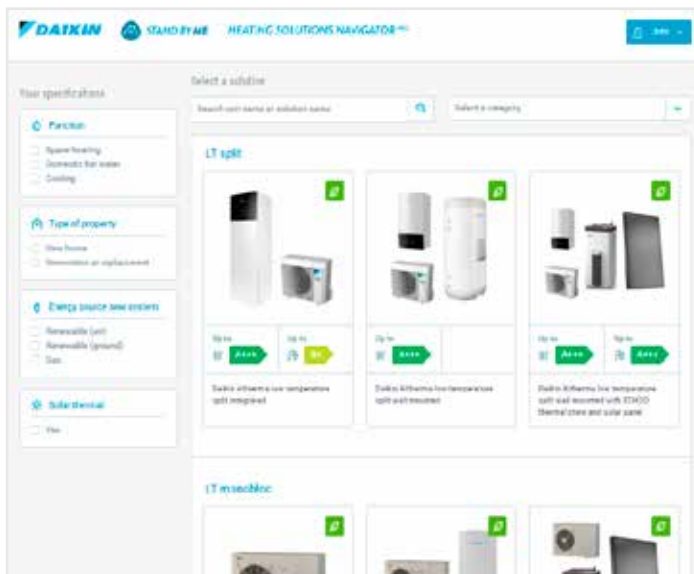 DAIKIN
STAND BY ME
HEATING SOLUTIONS NAVIGATOR
Your specifications
Select a solution
Search unit name or solution name
Select a category
Function
Space heating
Domestic hot water
Cooling
Type of property
New home
Renovation or replacement
Energy source new system
Renewable (air)
Renewable (ground)
Gas
Solar thermal
Yes
LT split
Up to
Up to
A+++
Daikin Altherma low temperature
split integrated
Up to
A+++
Daikin Altherma low temperature
split wall mounted
Up to
Up to
A+++
Daikin Altherma low temperature
split wall mounted with ECH2O
thermal store and solar panel
LT monobloc